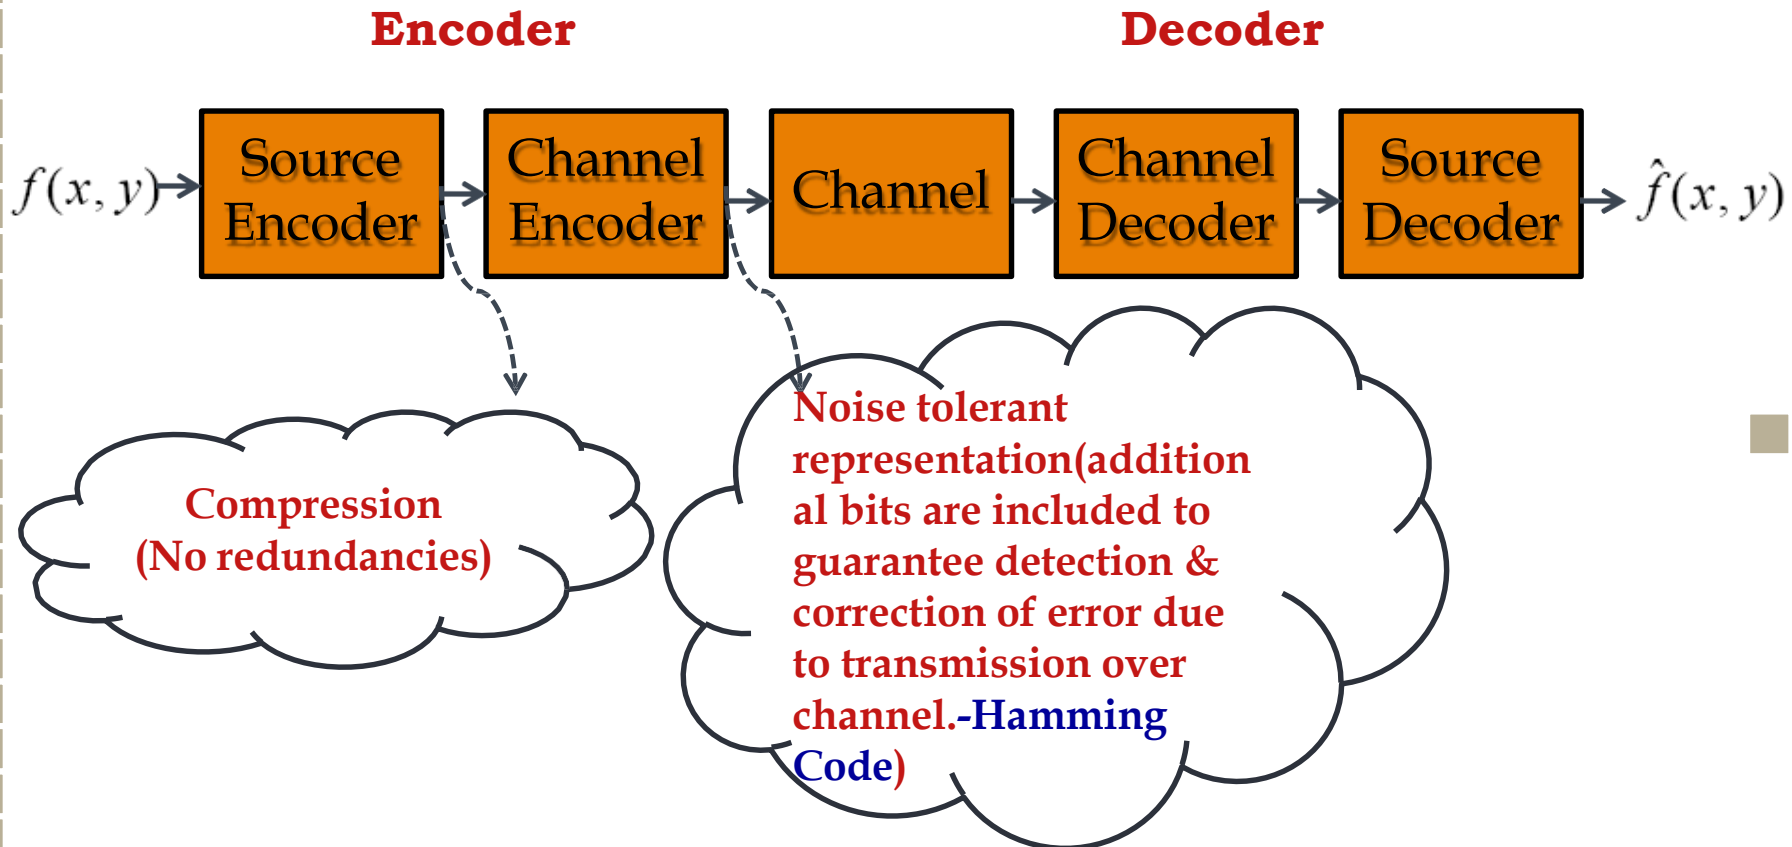 Encoder
Decoder
f(x, y)
Source
Encoder
Channel
Encoder
Channel
Channel
Decoder
Source
Decoder
f̂(x, y)
Compression
(No redundancies)
Noise tolerant
representation(addition
al bits are included to
guarantee detection &
correction of error due
to transmission over
channel.-Hamming
Code)